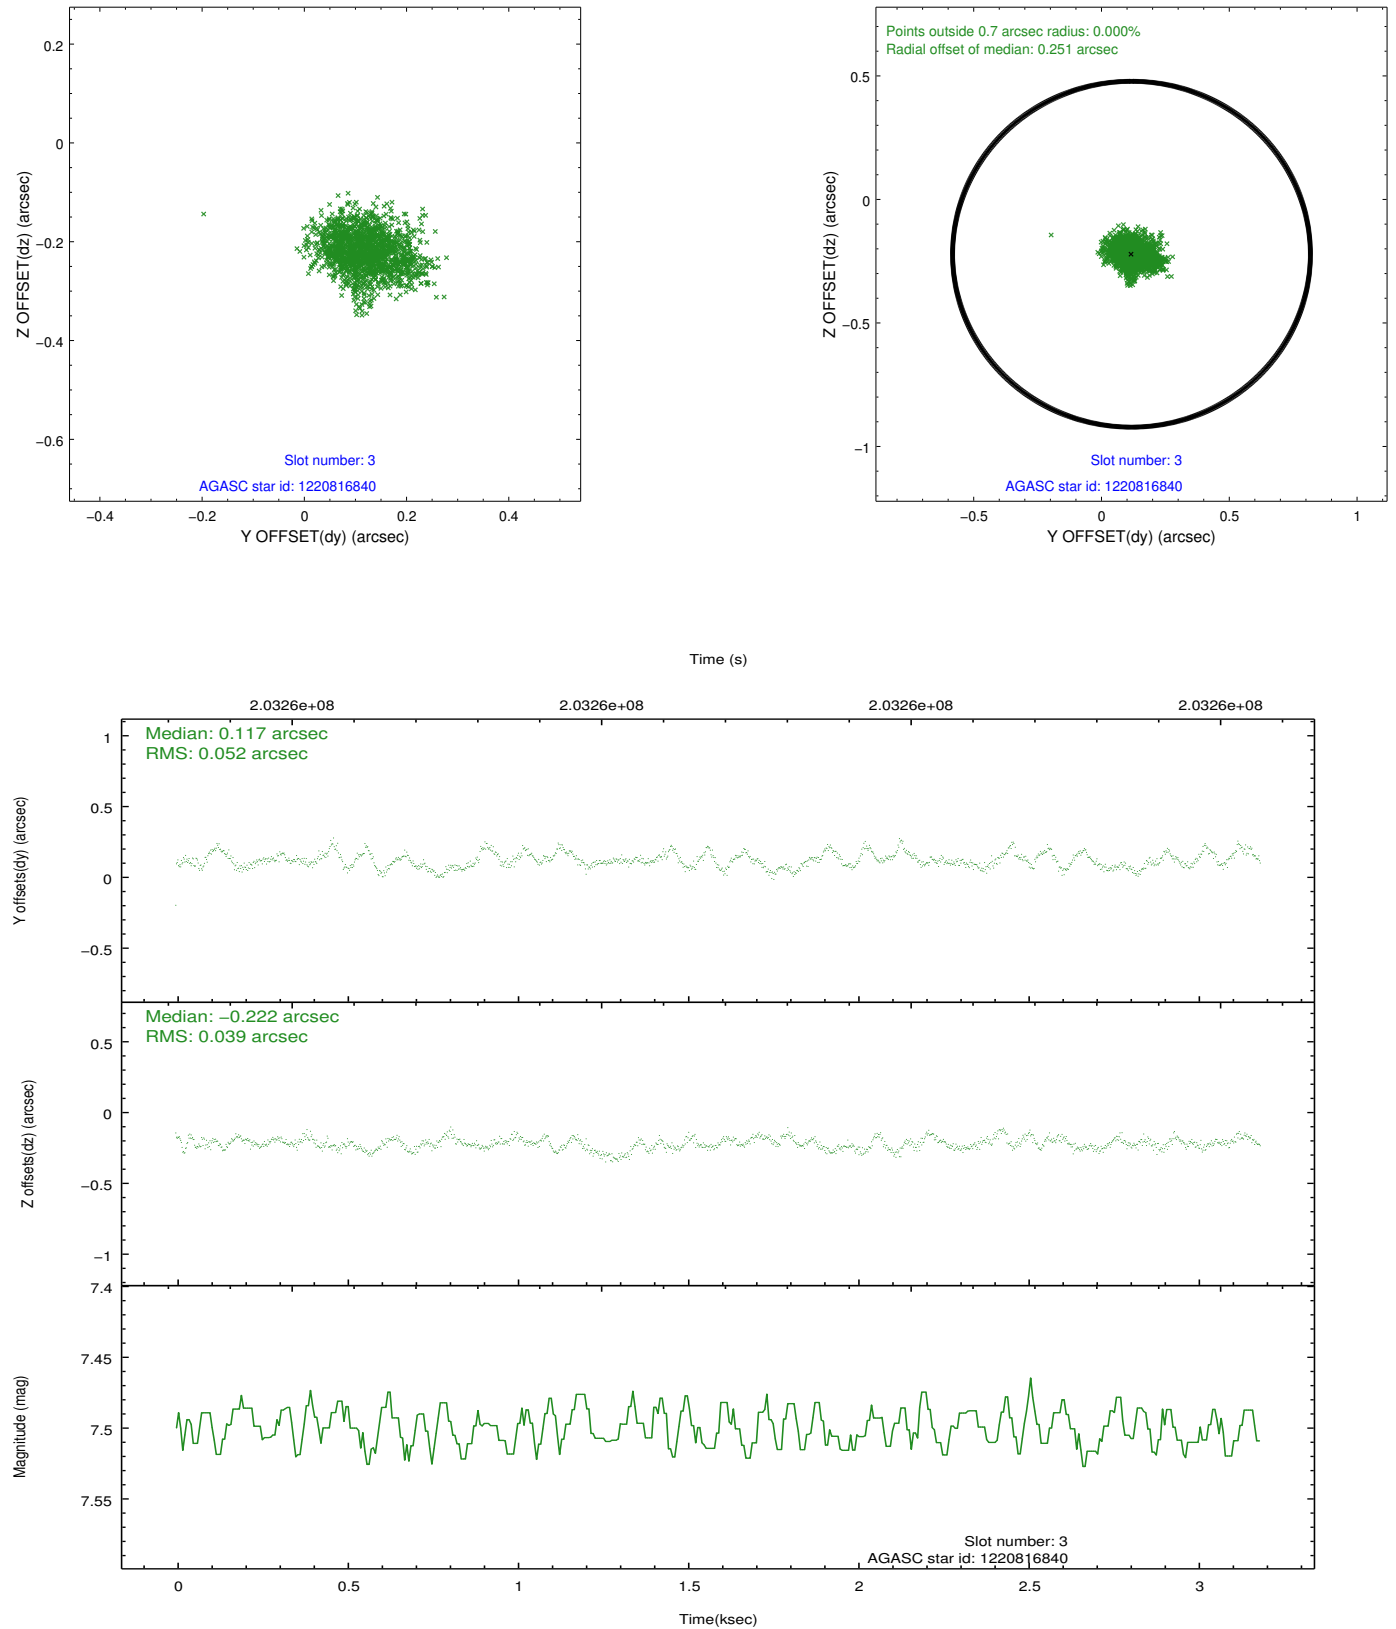 0.2
0
−0.2
−0.4
−0.6
Z OFFSET(dz) (arcsec)
Slot number: 3
AGASC star id: 1220816840
−0.4 −0.2 0 0.2 0.4
Y OFFSET(dy) (arcsec)
Points outside 0.7 arcsec radius: 0.000%
Radial offset of median: 0.251 arcsec
0.5
0
−0.5
−1
Z OFFSET(dz) (arcsec)
Slot number: 3
AGASC star id: 1220816840
−0.5 0 0.5 1
Y OFFSET(dy) (arcsec)
Time (s)
2.0326e+08 2.0326e+08 2.0326e+08 2.0326e+08
Median: 0.117 arcsec
RMS: 0.052 arcsec
1
0.5
0
−0.5
Y offsets(dy) (arcsec)
Median: −0.222 arcsec
RMS: 0.039 arcsec
0.5
0
−0.5
−1
Z offsets(dz) (arcsec)
7.4
7.45
7.5
7.55
Magnitude (mag)
Slot number: 3
AGASC star id: 1220816840
0 0.5 1 1.5 2 2.5 3
Time(ksec)